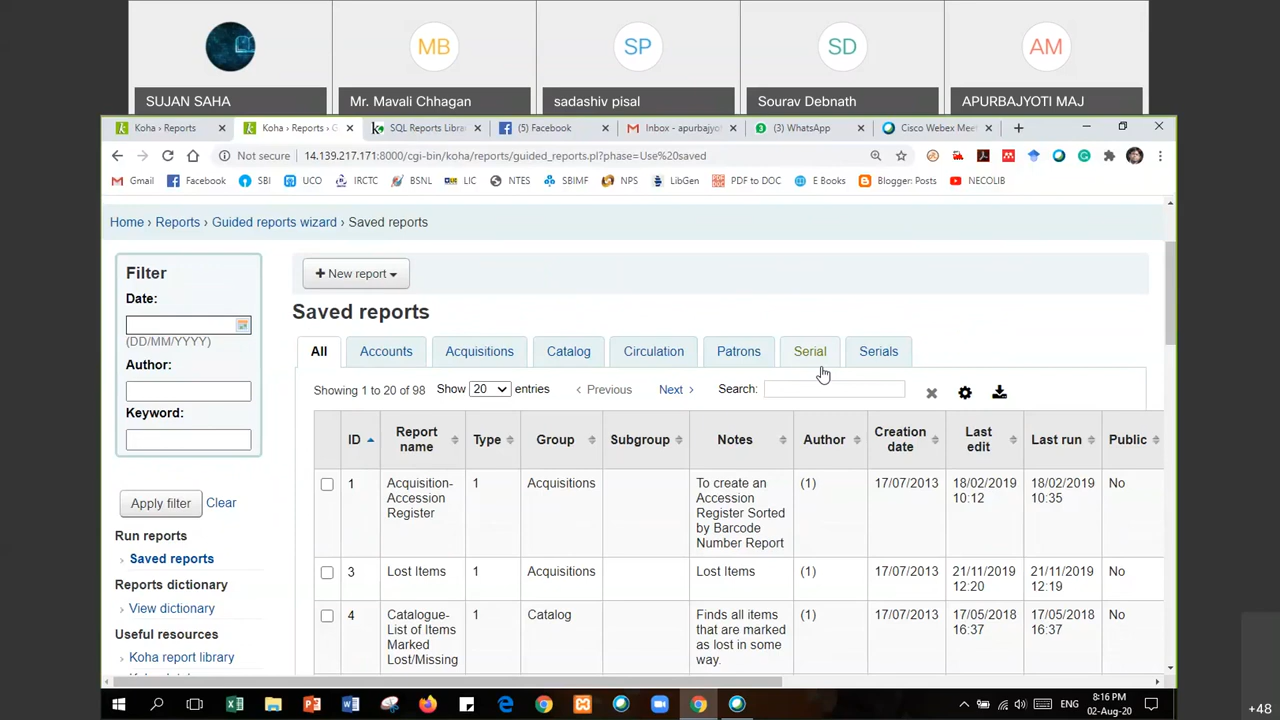 MB
SP
SD
AM
SUJAN SAHA
Mr. Mavali Chhagan
sadashiv pisal
Sourav Debnath
APURBAJYOTI MAJ
Koha › Reports
Koha › Reports › G
SQL Reports Libra
(5) Facebook
Inbox - apurbajyo
(3) WhatsApp
Cisco Webex Mee
Not secure
14.139.217.171:8000/cgi-bin/koha/reports/guided_reports.pl?phase=Use%20saved
Gmail
Facebook
SBI
UCO
IRCTC
BSNL
LIC
NTES
SBIMF
NPS
LibGen
PDF to DOC
E Books
Blogger: Posts
NECOLIB
Home › Reports › Guided reports wizard › Saved reports
Filter
Date:
(DD/MM/YYYY)
Author:
Keyword:
Apply filter
Clear
Run reports
Saved reports
Reports dictionary
View dictionary
Useful resources
Koha report library
+ New report
Saved reports
All
Accounts
Acquisitions
Catalog
Circulation
Patrons
Serial
Serials
Showing 1 to 20 of 98
Show 20 entries
Previous
Next
Search:
ID
Report name
Type
Group
Subgroup
Notes
Author
Creation date
Last edit
Last run
Public
1
Acquisition-
Accession
Register
1
Acquisitions
To create an
Accession
Register Sorted
by Barcode
Number Report
(1)
17/07/2013
18/02/2019
10:12
18/02/2019
10:35
No
3
Lost Items
1
Acquisitions
Lost Items
(1)
17/07/2013
21/11/2019
12:20
21/11/2019
12:19
No
4
Catalogue-
List of Items
Marked
Lost/Missing
1
Catalog
Finds all items
that are marked
as lost in some
way.
(1)
17/07/2013
17/05/2018
16:37
17/05/2018
16:37
No
ENG
8:16 PM
02-Aug-20
+48